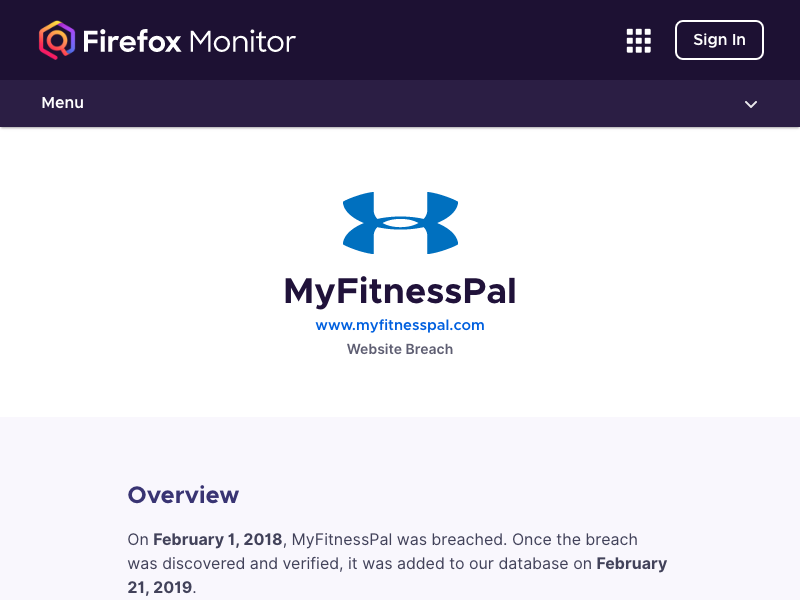 Firefox Monitor
Sign In
Menu
MyFitnessPal
www.myfitnesspal.com
Website Breach
Overview
On February 1, 2018, MyFitnessPal was breached. Once the breach
was discovered and verified, it was added to our database on February
21, 2019.